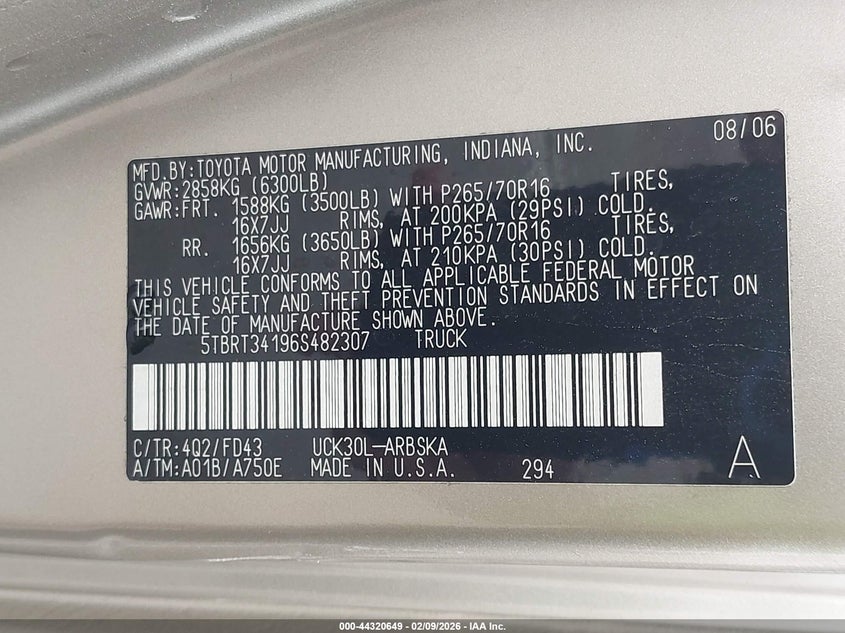 08/06
MFD.BY:TOYOTA MOTOR MANUFACTURING, INDIANA, INC.
GVWR:2858KG (6300LB)
GAWR:FRT. 1588KG (3500LB) WITH P265/70R16 TIRES,
16X7JJ RIMS, AT 200KPA (29PSI) COLD.
RR. 1656KG (3650LB) WITH P265/70R16 TIRES,
16X7JJ RIMS, AT 210KPA (30PSI) COLD.
THIS VEHICLE CONFORMS TO ALL APPLICABLE FEDERAL MOTOR
VEHICLE SAFETY AND THEFT PREVENTION STANDARDS IN EFFECT ON
THE DATE OF MANUFACTURE SHOWN ABOVE.
5TBRT34196S482307 TRUCK
C/TR:4Q2/FD43 UCK30L-ARBSKA
A/TM:A01B/A750E MADE IN U.S.A. 294 A
000-44320649 - 02/09/2026 - IAA Inc.